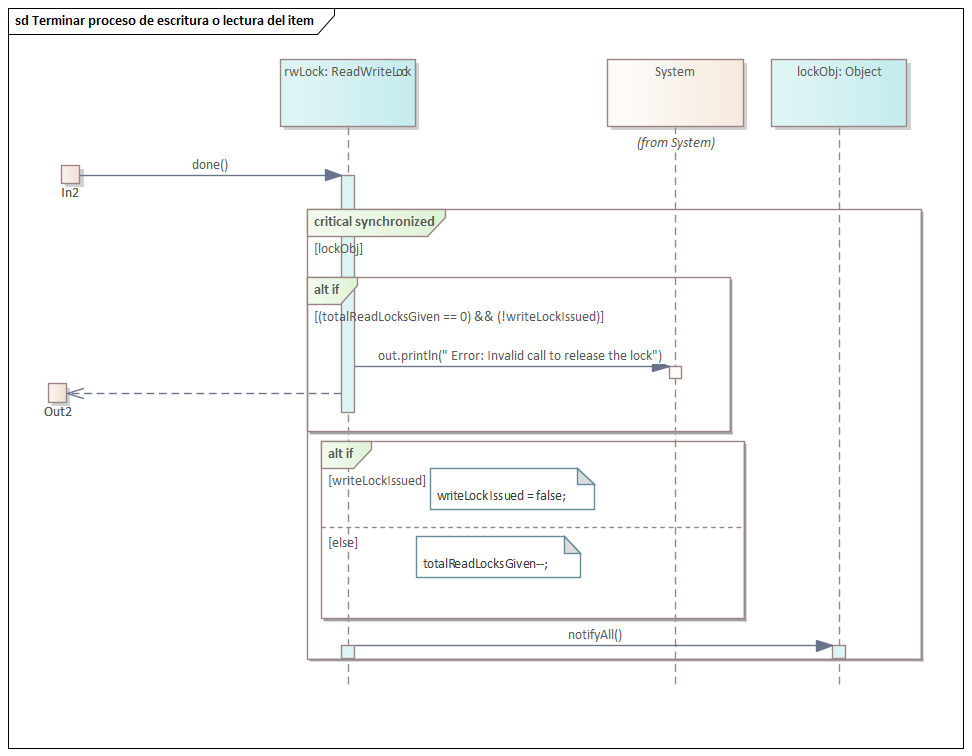 sd Terminar proceso de escritura o lectura del item
rwLock: ReadWriteLock
System
lockObj: Object
(from System)
done()
In2
critical synchronized
[lockObj]
alt if
[(totalReadLocksGiven == 0) && (!writeLockIssued)]
out.println(" Error: Invalid call to release the lock")
Out2
alt if
[writeLockIssued]
writeLockIssued = false;
[else]
totalReadLocksGiven--;
notifyAll()